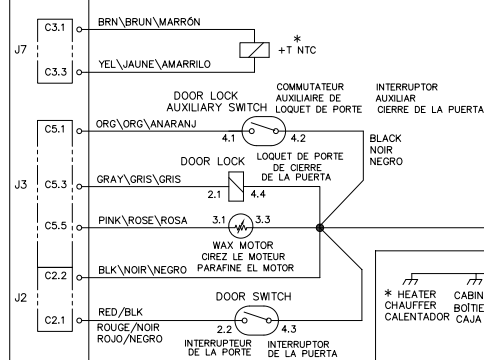 C3.1
BRN\BRUN\MARRÓN
J7
*
+T NTC
C3.3
YEL\JAUNE\AMARRILO
DOOR LOCK
AUXILIARY SWITCH
COMMUTATEUR
AUXILIAIRE DE
LOQUET DE PORTE
INTERRUPTOR
AUXILIAR
CIERRE DE LA PUERTA
C5.1
ORG\ORG\ANARANJ
4.1
4.2
BLACK
NOIR
NEGRO
DOOR LOCK
LOQUET DE PORTE
DE CIERRE
DE LA PUERTA
J3
C5.3
GRAY\GRIS\GRIS
2.1
4.4
C5.5
PINK\ROSE\ROSA
3.1
3.3
WAX MOTOR
CIREZ LE MOTEUR
PARAFINE EL MOTOR
C2.2
BLK\NOIR\NEGRO
J2
DOOR SWITCH
C2.1
RED/BLK
ROUGE/NOIR
ROJO/NEGRO
2.2
4.3
INTERRUPTEUR
DE LA PORTE
INTERRUPTOR
DE LA PUERTA
* HEATER
CHAUFFER
CALENTADOR
CABIN
BOÎTIE
CAJA